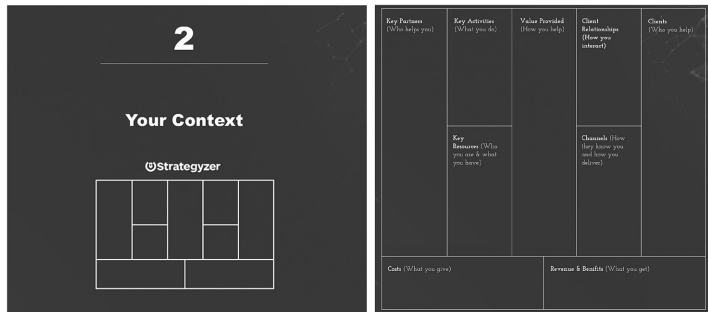 2
Your Context
Strategyzer
Key Partners
(Who helps you)
Key Activities
(What you do)
Value Provided
(How you help)
Client
Relationships
(How you
interact)
Clients
(Who you help)
Key
Resources (Who
you me & what
you have)
Channels (How
they know you
and how you
deliver)
Costs (What you give)
Revenue & Benifits (What you get)